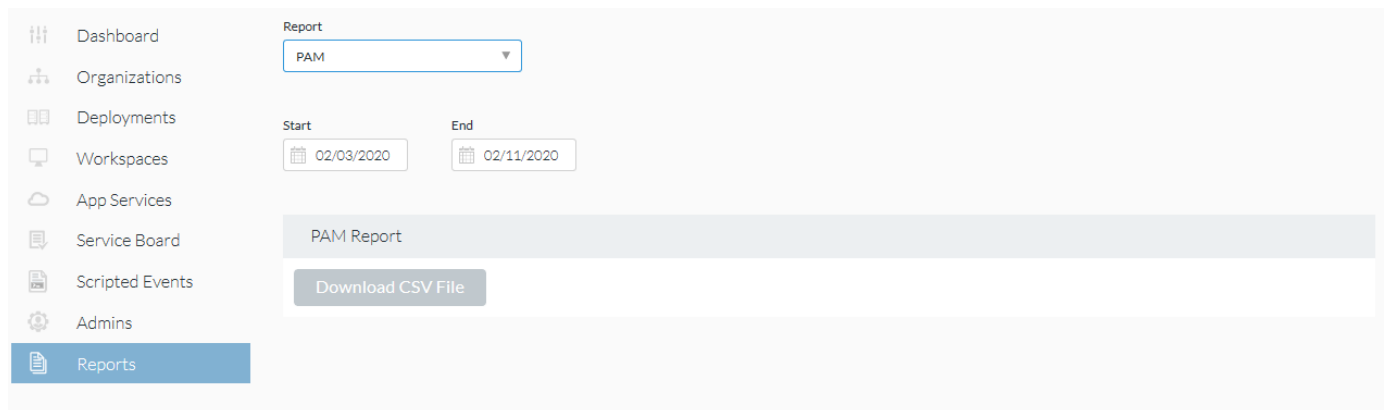 Dashboard
Organizations
Deployments
Workspaces
App Services
Service Board
Scripted Events
Admins
Reports
Report
PAM
Start
End
02/03/2020
02/11/2020
PAM Report
Download CSV File